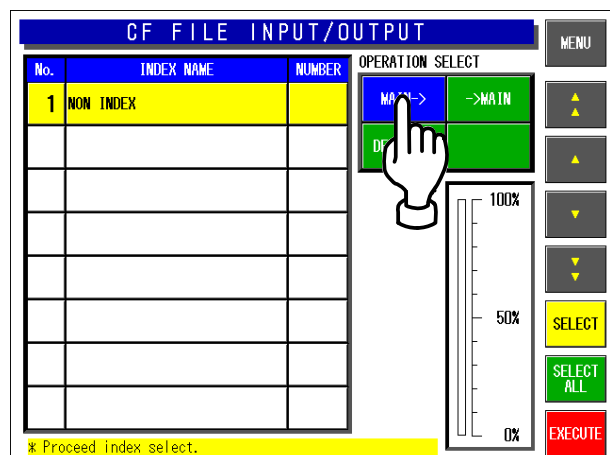 CF FILE INPUT/OUTPUT
MENU
No. INDEX NAME NUMBER
1 NON INDEX
OPERATION SELECT
->MAIN
100%
50%
0%
SELECT
SELECT
ALL
EXECUTE
* Proceed index select.